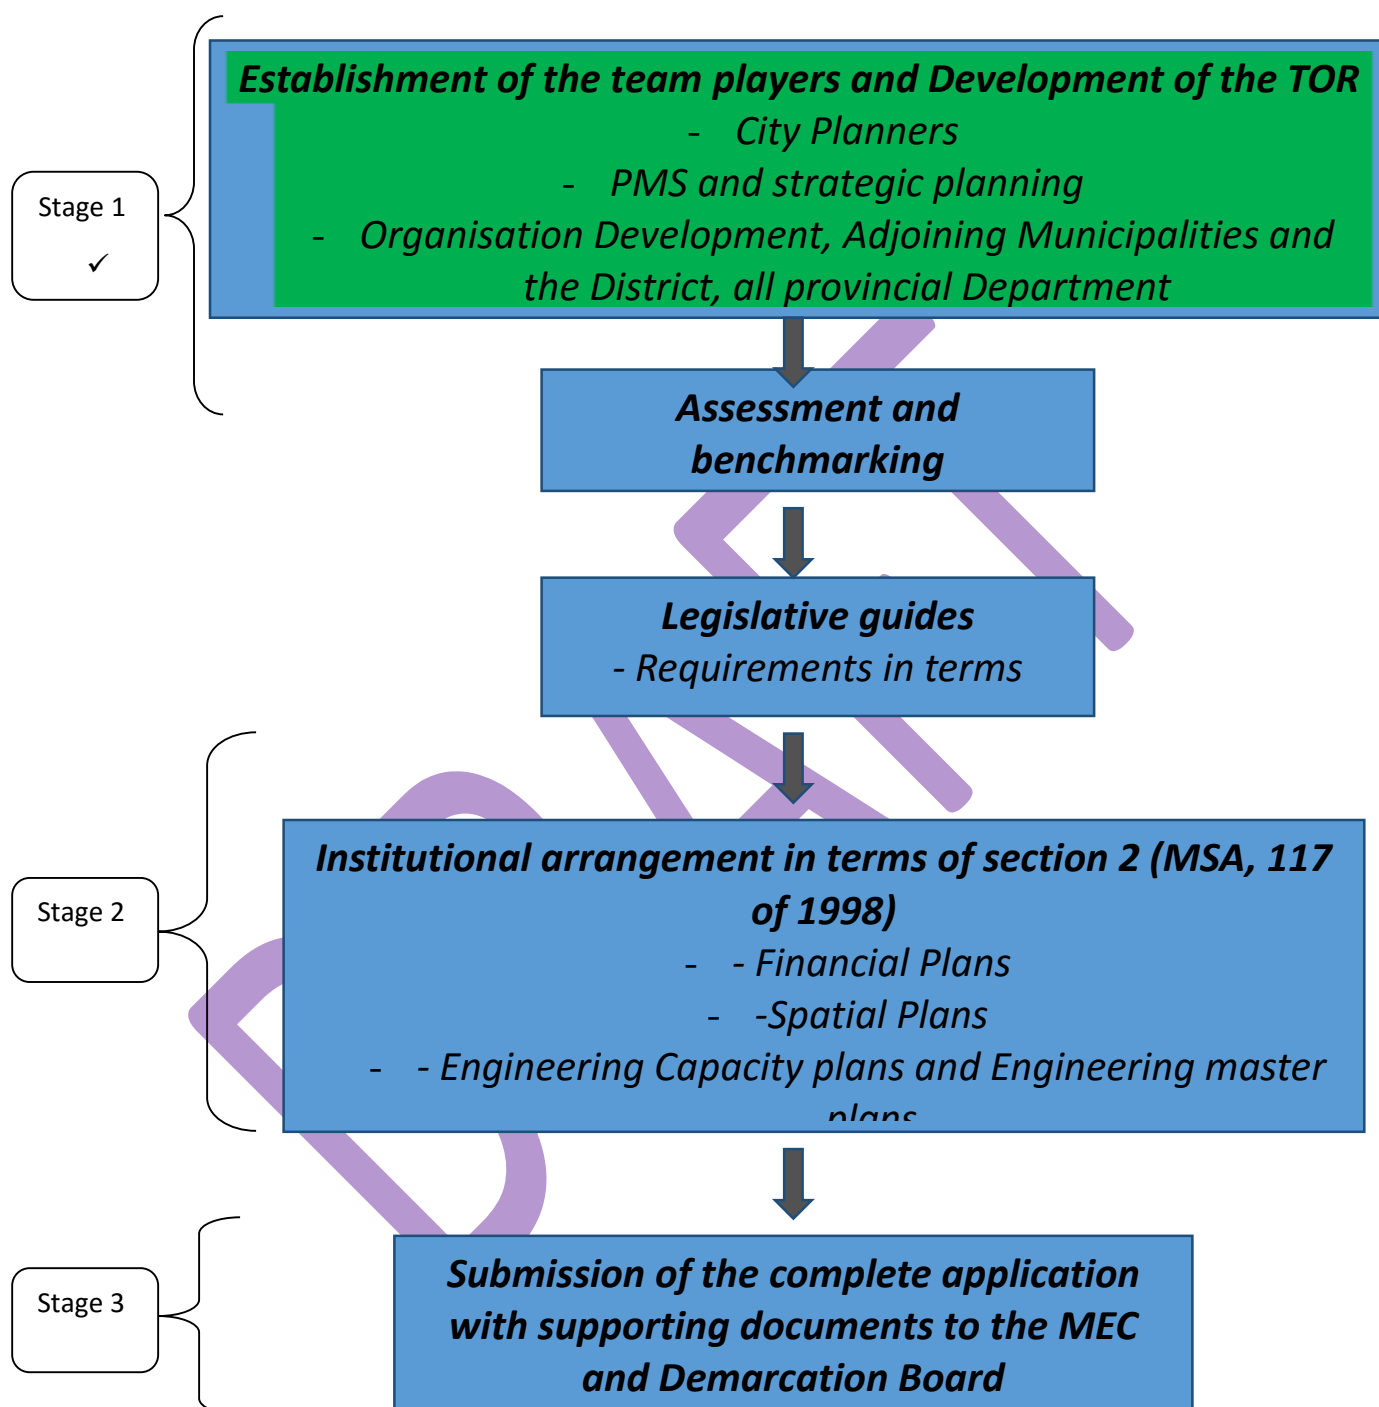 Stage 1
✓
Establishment of the team players and Development of the TOR
- City Planners
- PMS and strategic planning
- Organisation Development, Adjoining Municipalities and
the District, all provincial Department
Assessment and
benchmarking
Legislative guides
- Requirements in terms
Stage 2
Institutional arrangement in terms of section 2 (MSA, 117
of 1998)
- - Financial Plans
- -Spatial Plans
- - Engineering Capacity plans and Engineering master
plans
Stage 3
Submission of the complete application
with supporting documents to the MEC
and Demarcation Board
DRAFT